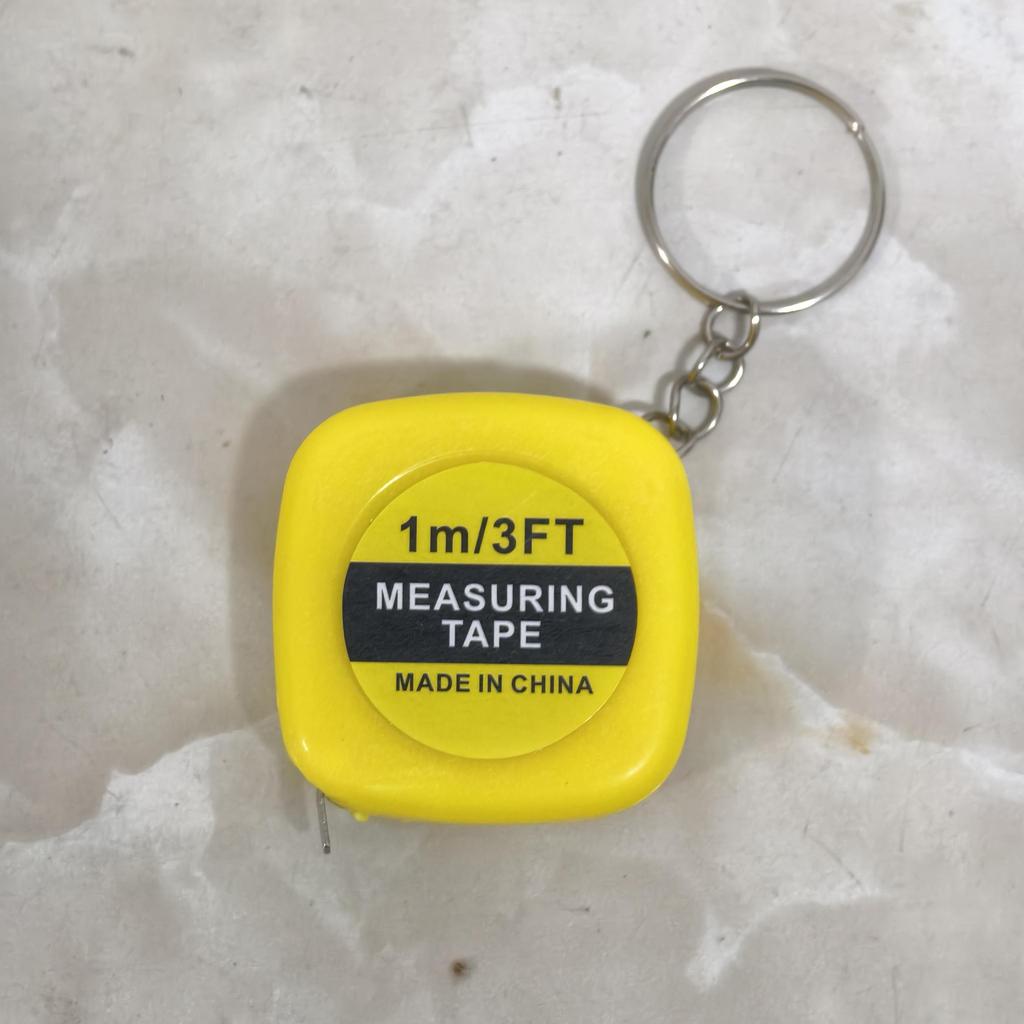 1m/3FT
MEASURING
TAPE
MADE IN CHINA